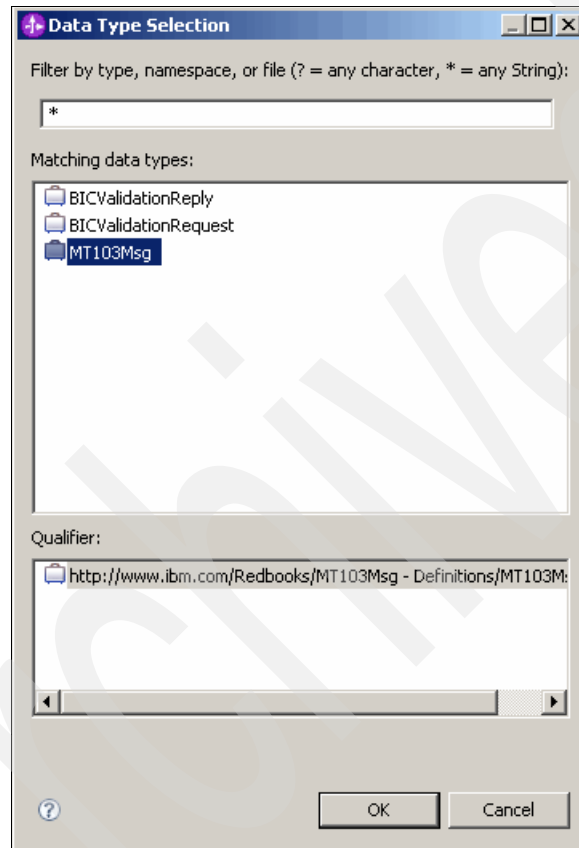 Data Type Selection
Filter by type, namespace, or file (? = any character, * = any String):
*
Matching data types:
BICValidationReply
BICValidationRequest
MT103Msg
Qualifier:
http://www.ibm.com/Redbooks/MT103Msg - Definitions/MT103M
OK
Cancel